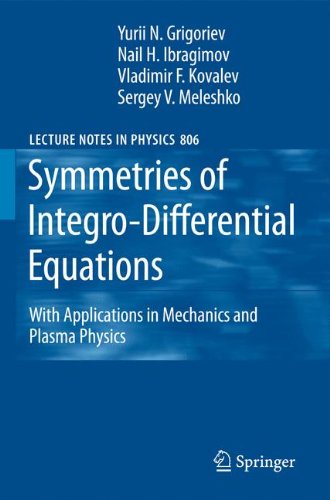 Yurii N. Grigoriev
Nail H. Ibragimov
Vladimir F. Kovalev
Sergey V. Meleshko
LECTURE NOTES IN PHYSICS 806
Symmetries of
Integro-Differential
Equations
With Applications in Mechanics and
Plasma Physics
Springer